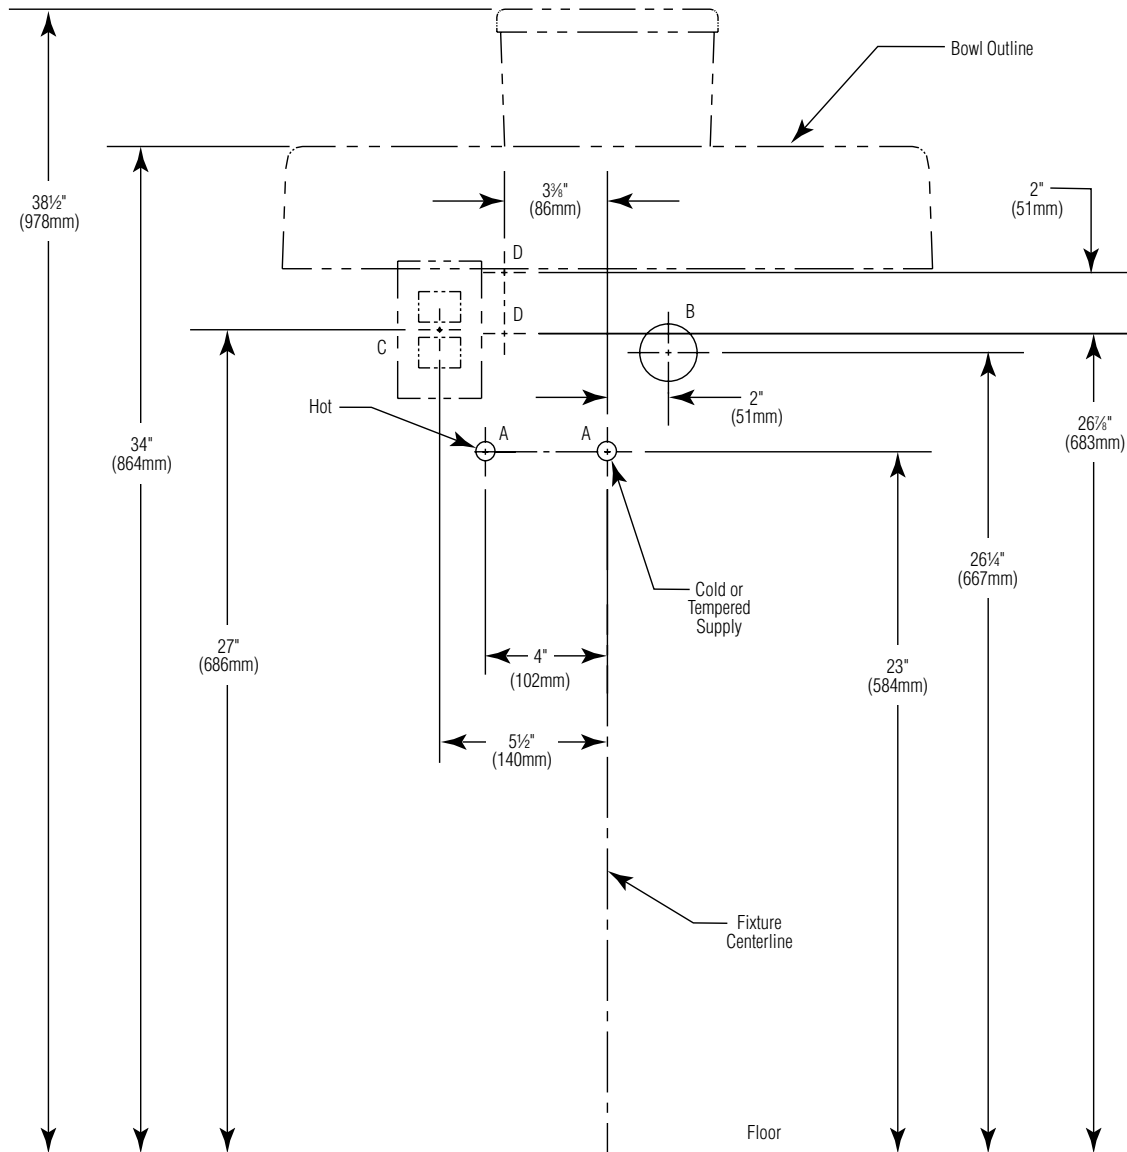 Bowl Outline
3⅜"
(86mm)
2"
(51mm)
38½"
(978mm)
D
D
B
C
2"
(51mm)
Hot
A
A
34"
(864mm)
26⅞"
(683mm)
26¼"
(667mm)
Cold or
Tempered
Supply
27"
(686mm)
4"
(102mm)
23"
(584mm)
5½"
(140mm)
Fixture
Centerline
Floor